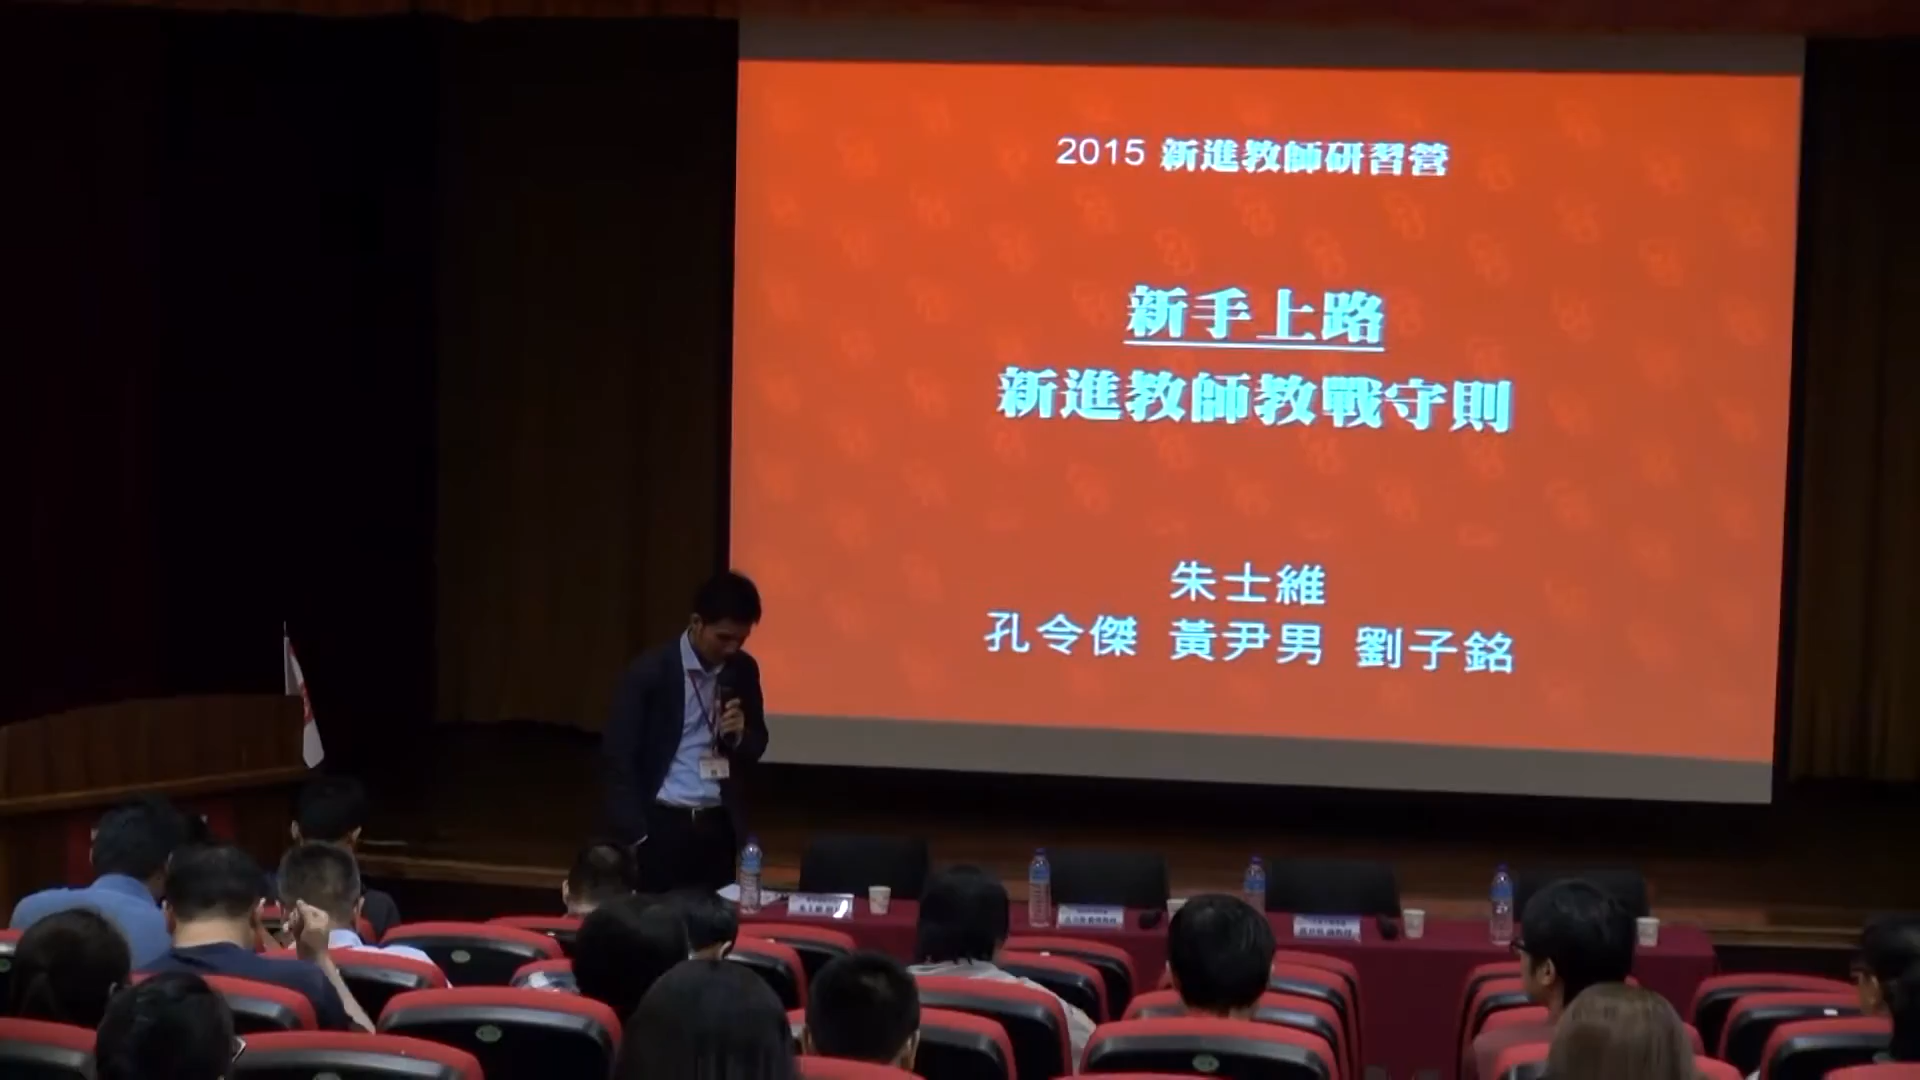 2015 新進教師研習營
新手上路
新進教師教戰守則
朱士維
孔令傑 黃尹男 劉子銘